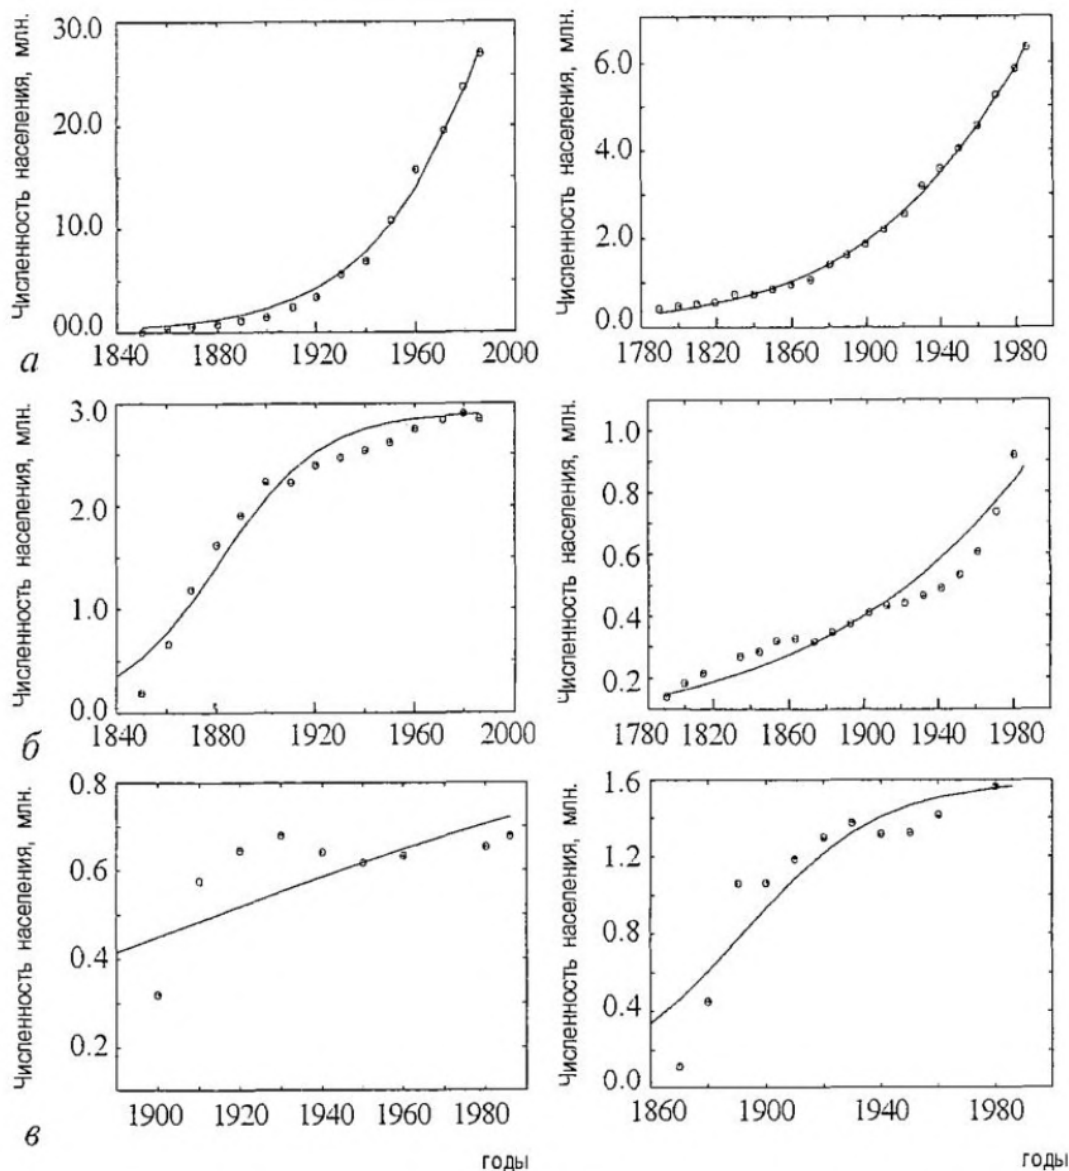 Численность населения, млн.
30.0
20.0
10.0
00.0
1840 1880 1920 1960 2000
а
Численность населения, млн.
6.0
4.0
2.0
0.0
1780 1820 1860 1900 1940 1980
Численность населения, млн.
3.0
2.0
1.0
0.0
1840 1880 1920 1960 2000
б
Численность населения, млн.
1.0
0.8
0.6
0.4
0.2
1780 1820 1860 1900 1940 1980
Численность населения, млн.
0.8
0.6
0.4
0.2
1900 1920 1940 1960 1980
в
годы
Численность населения, млн.
1.6
1.2
0.8
0.4
0.0
1860 1900 1940 1980
годы